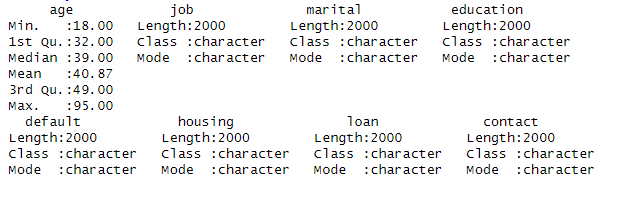 age            job              marital           education
 Min.   :18.00   Length:2000       Length:2000       Length:2000
 1st Qu.:32.00   Class :character   Class :character   Class :character
 Median :39.00   Mode  :character   Mode  :character   Mode  :character
 Mean   :40.87
 3rd Qu.:49.00
 Max.   :95.00
   default           housing            loan             contact
 Length:2000       Length:2000       Length:2000       Length:2000
 Class :character   Class :character   Class :character   Class :character
 Mode  :character   Mode  :character   Mode  :character   Mode  :character